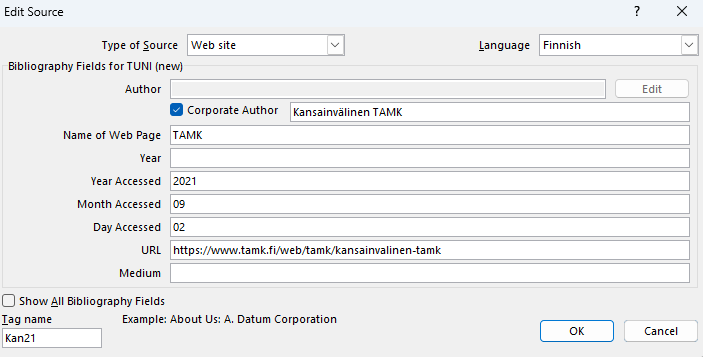 Edit Source
? ×
Type of Source Web site Language Finnish
Bibliography Fields for TUNI (new)
Author Edit
Corporate Author Kansainvälinen TAMK
Name of Web Page TAMK
Year
Year Accessed 2021
Month Accessed 09
Day Accessed 02
URL https://www.tamk.fi/web/tamk/kansainvalinen-tamk
Medium
Show All Bibliography Fields
Tag name Example: About Us: A. Datum Corporation
Kan21 OK Cancel